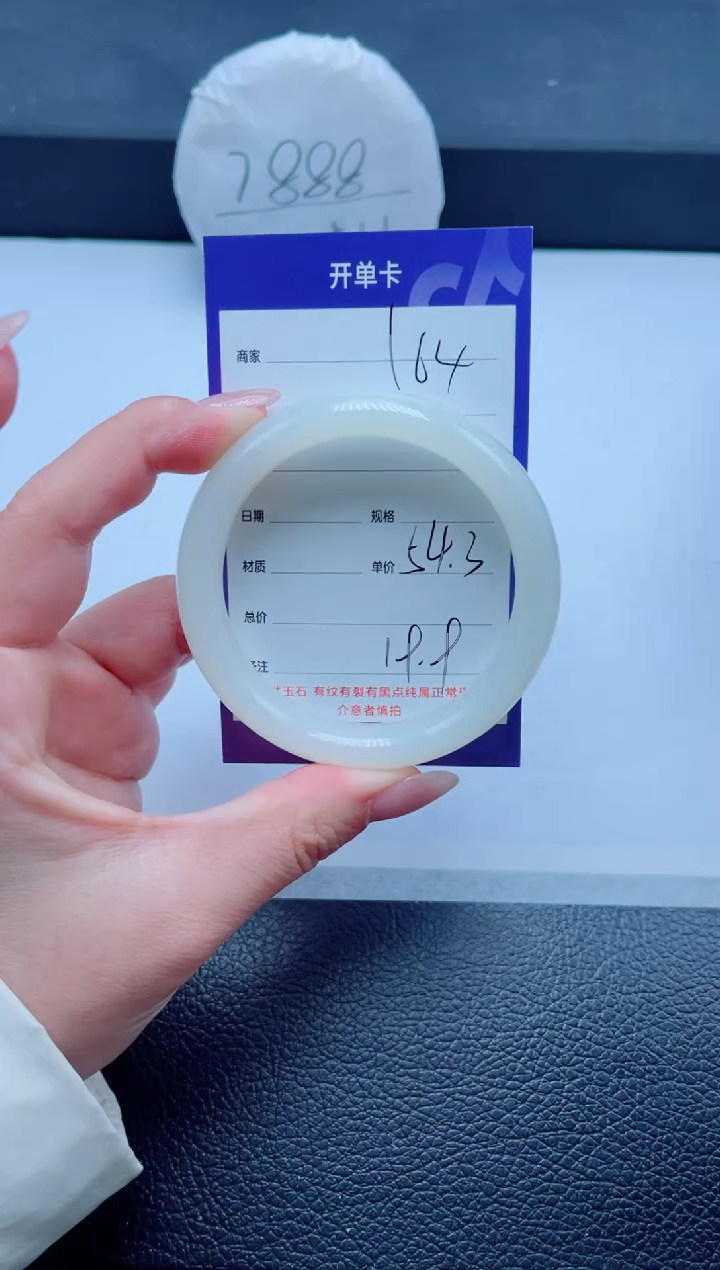 7888
开单卡
商家 164
日期 规格
材质 单价 54.3
总价
注
玉石 有纹有裂有黑点纯属正常
介意者慎拍